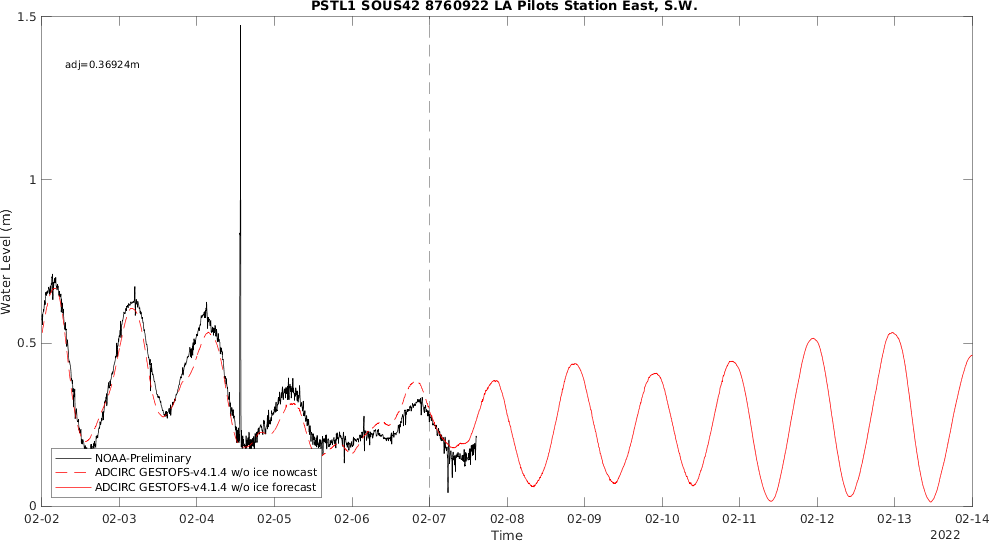 PSTL1 SOUS42 8760922 LA Pilots Station East, S.W.
1.5
adj=0.36924m
1
Water Level (m)
0.5
NOAA-Preliminary
ADCIRC GESTOFS-v4.1.4 w/o ice nowcast
ADCIRC GESTOFS-v4.1.4 w/o ice forecast
0
02-02 02-03 02-04 02-05 02-06 02-07 02-08 02-09 02-10 02-11 02-12 02-13 02-14
Time
2022